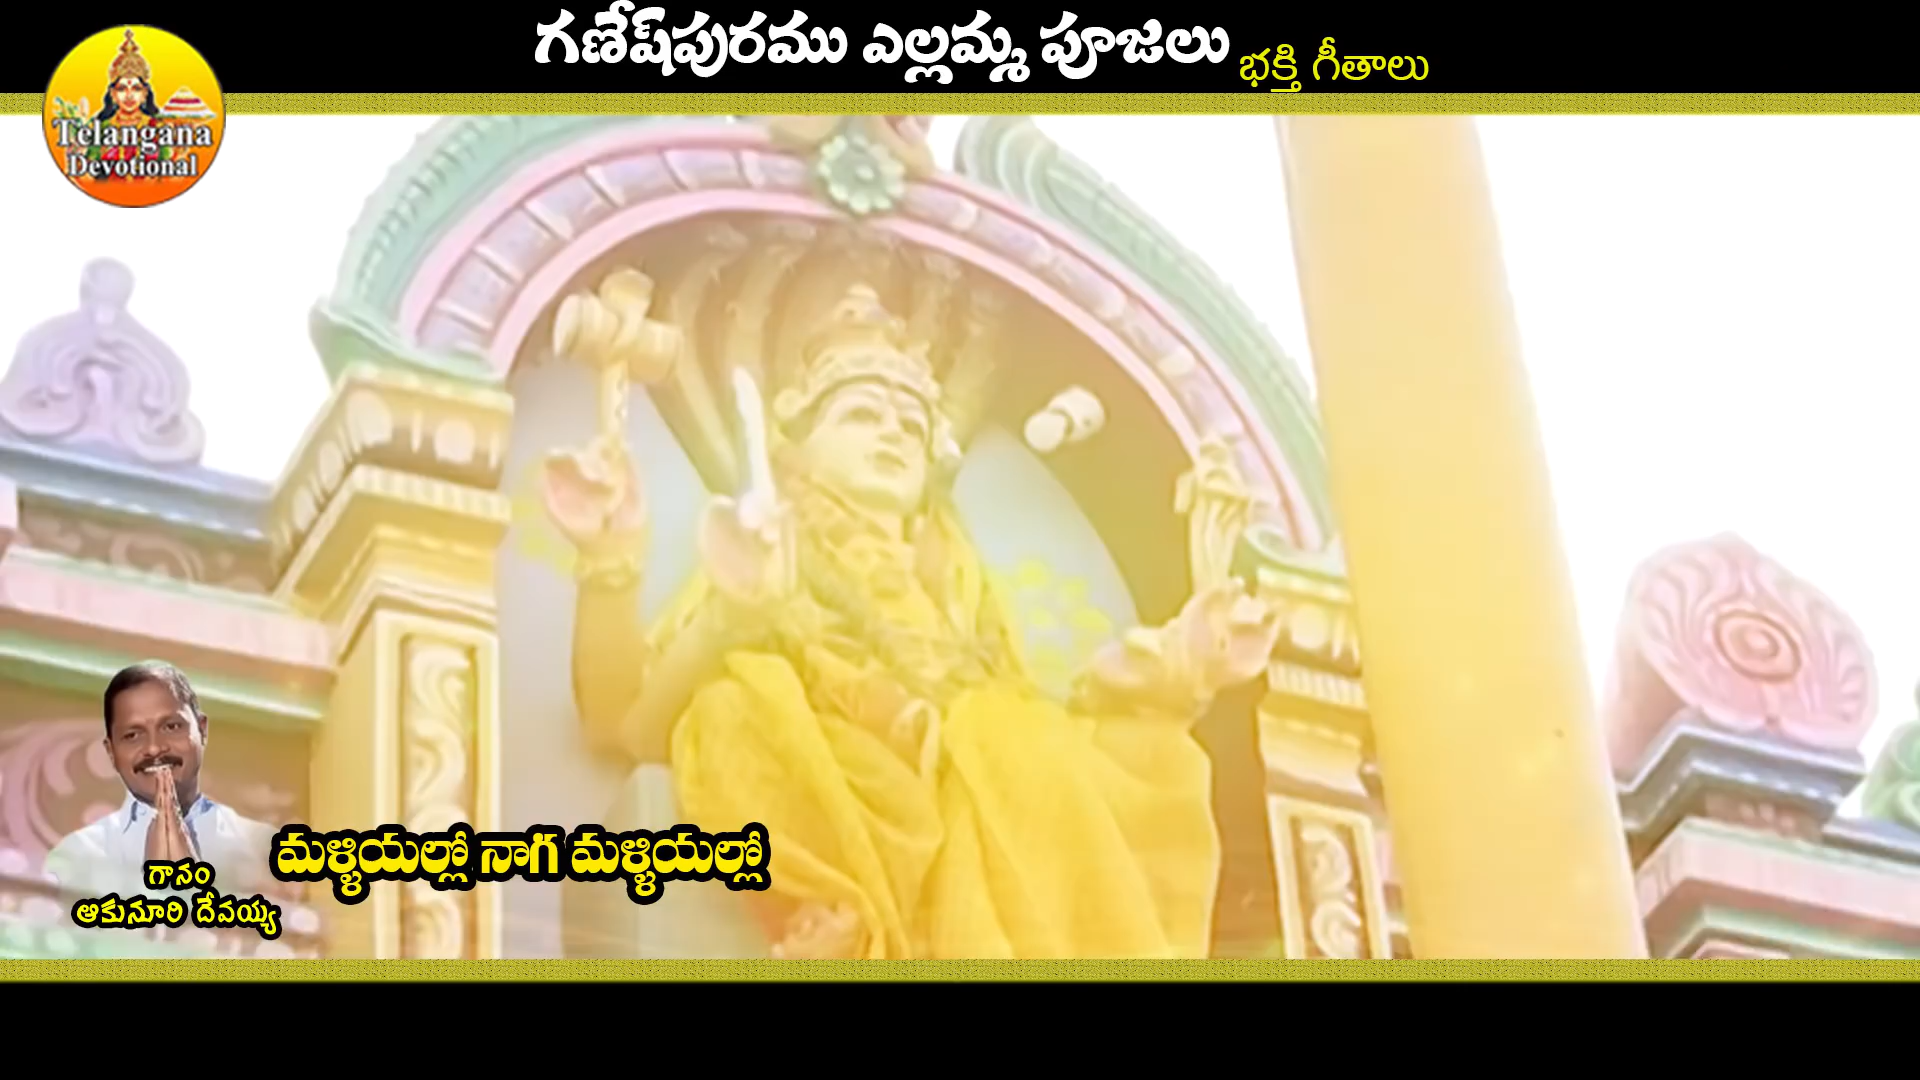 గణేష్‌పురము ఎల్లమ్మ పూజలు భక్తి గీతాలు
Telangana
Devotional
మళ్ళియల్లో నాగ మళ్ళియల్లో
గానం
ఆకునూరి దేవయ్య